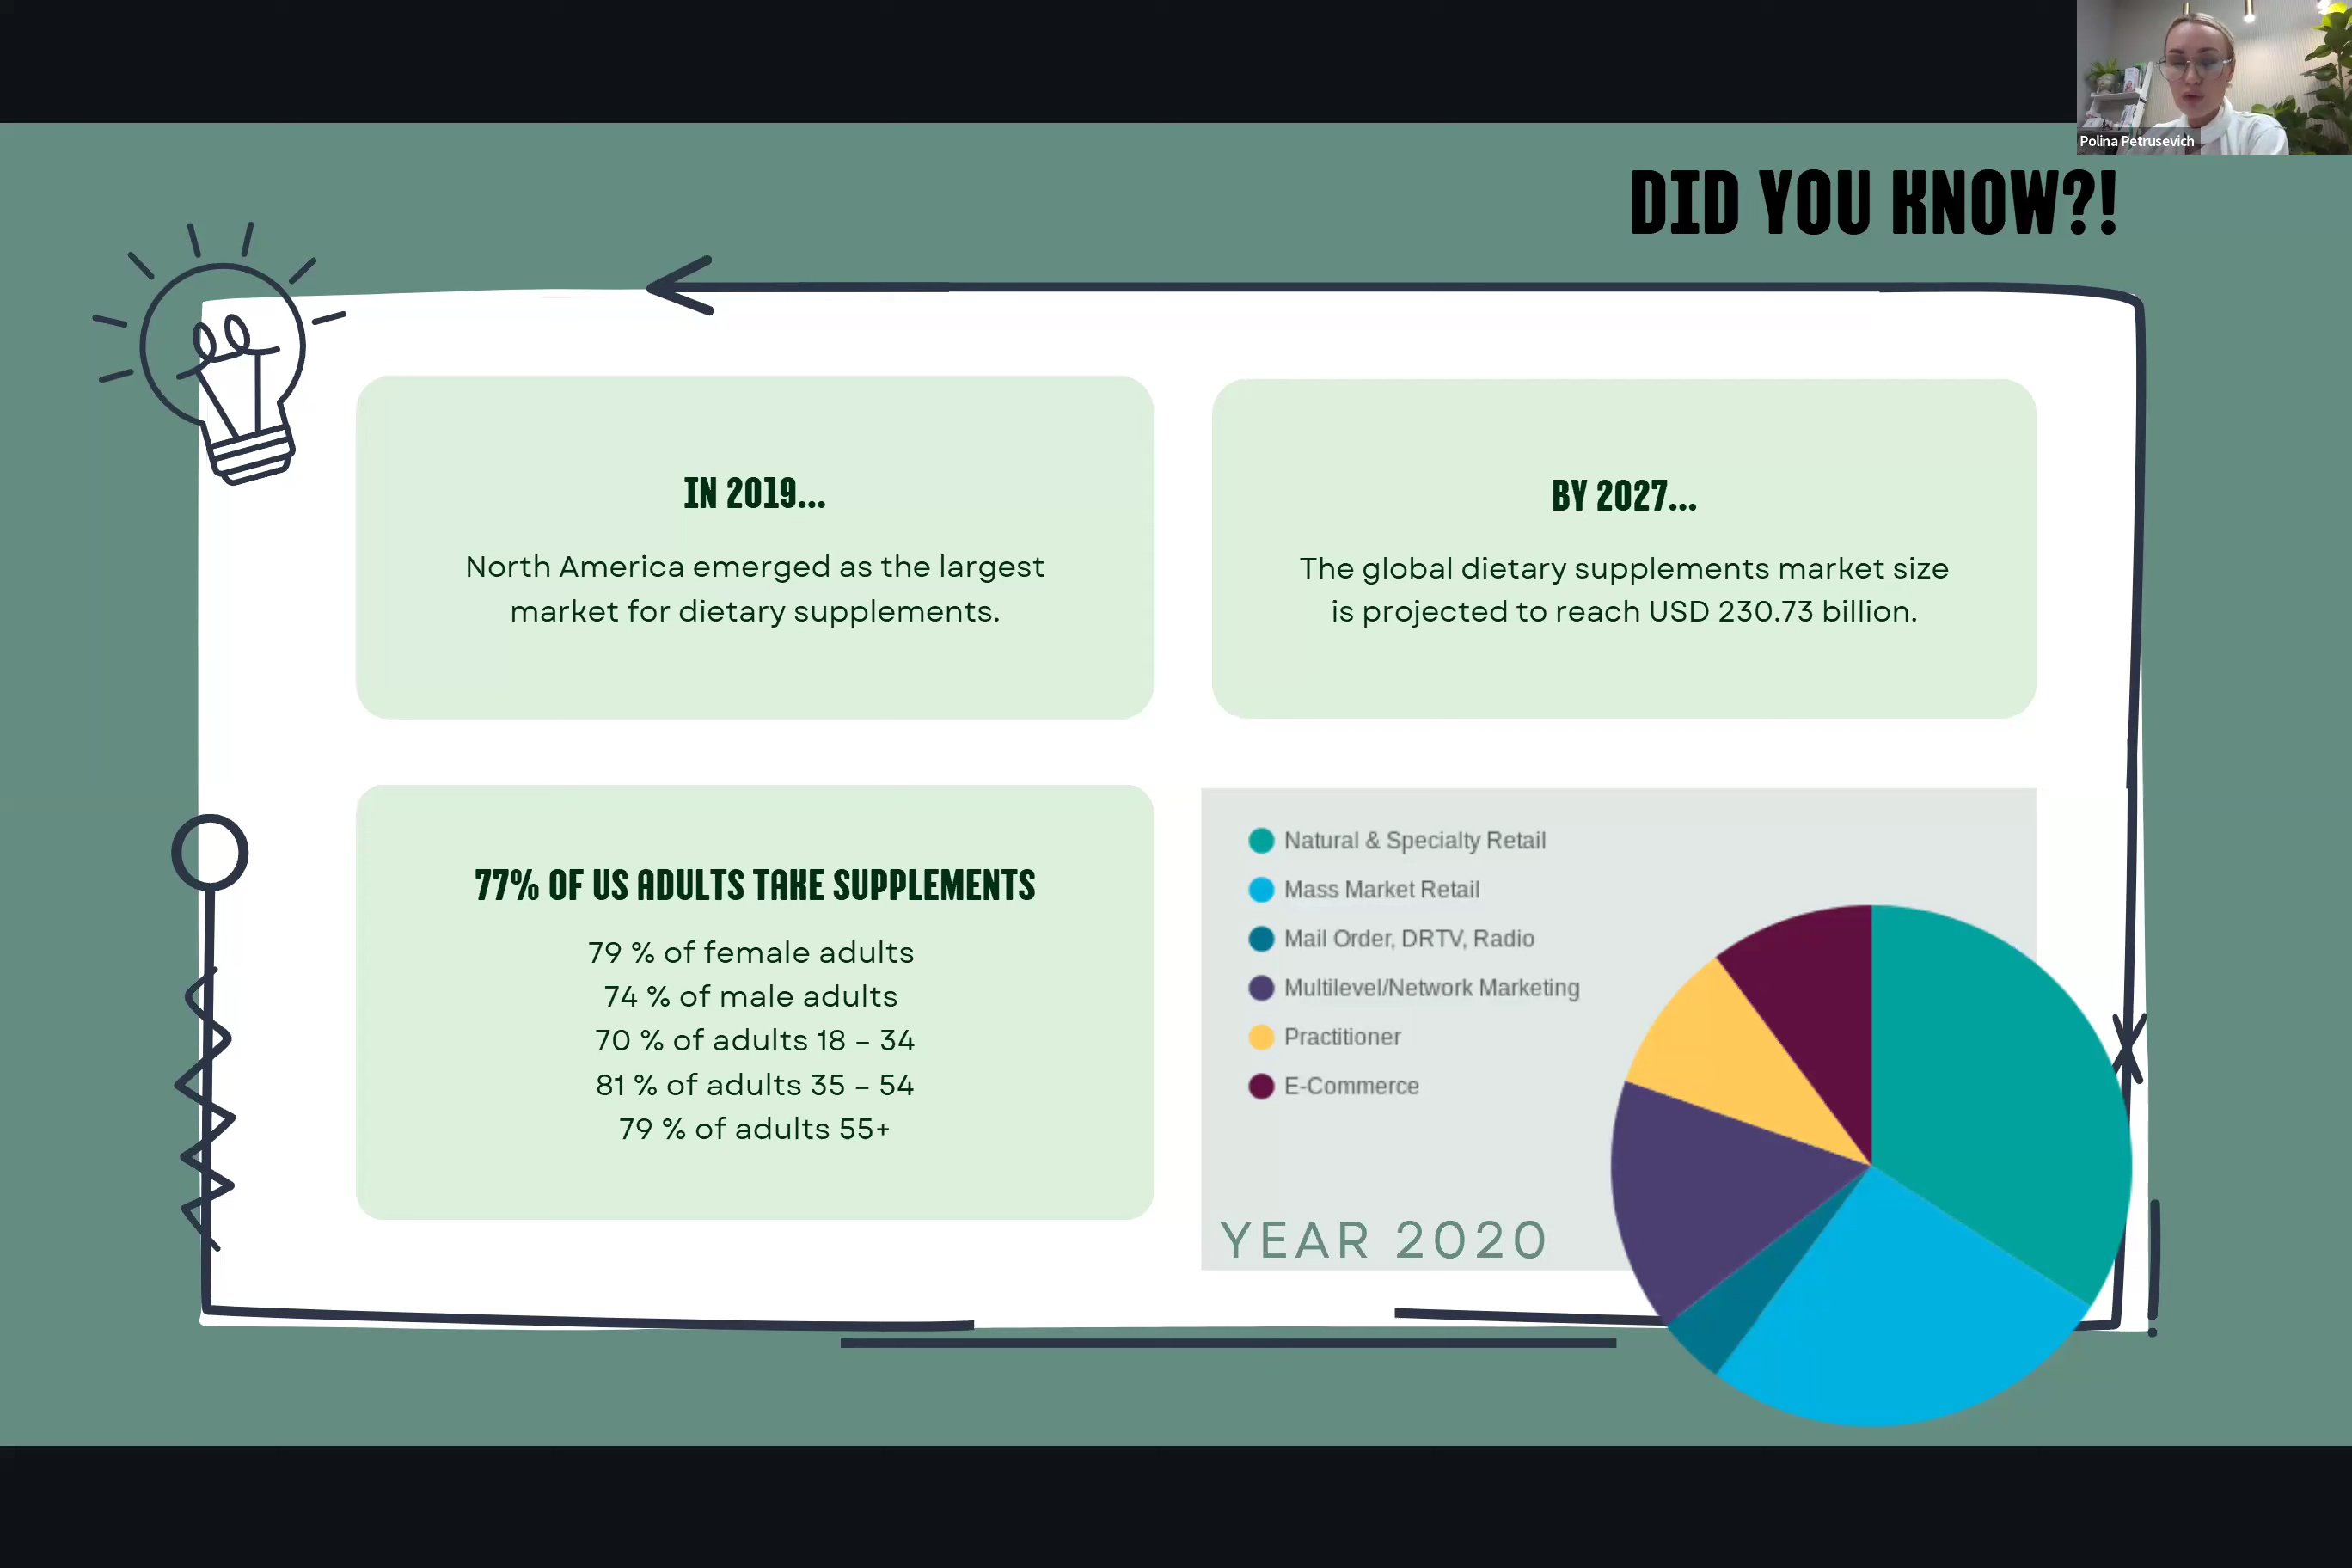 Polina Petrusevich
DID YOU KNOW?!
IN 2019...
North America emerged as the largest
market for dietary supplements.
BY 2027...
The global dietary supplements market size
is projected to reach USD 230.73 billion.
77% OF US ADULTS TAKE SUPPLEMENTS
79 % of female adults
74 % of male adults
70 % of adults 18 – 34
81 % of adults 35 – 54
79 % of adults 55+
Natural & Specialty Retail
Mass Market Retail
Mail Order, DRTV, Radio
Multilevel/Network Marketing
Practitioner
E-Commerce
YEAR 2020